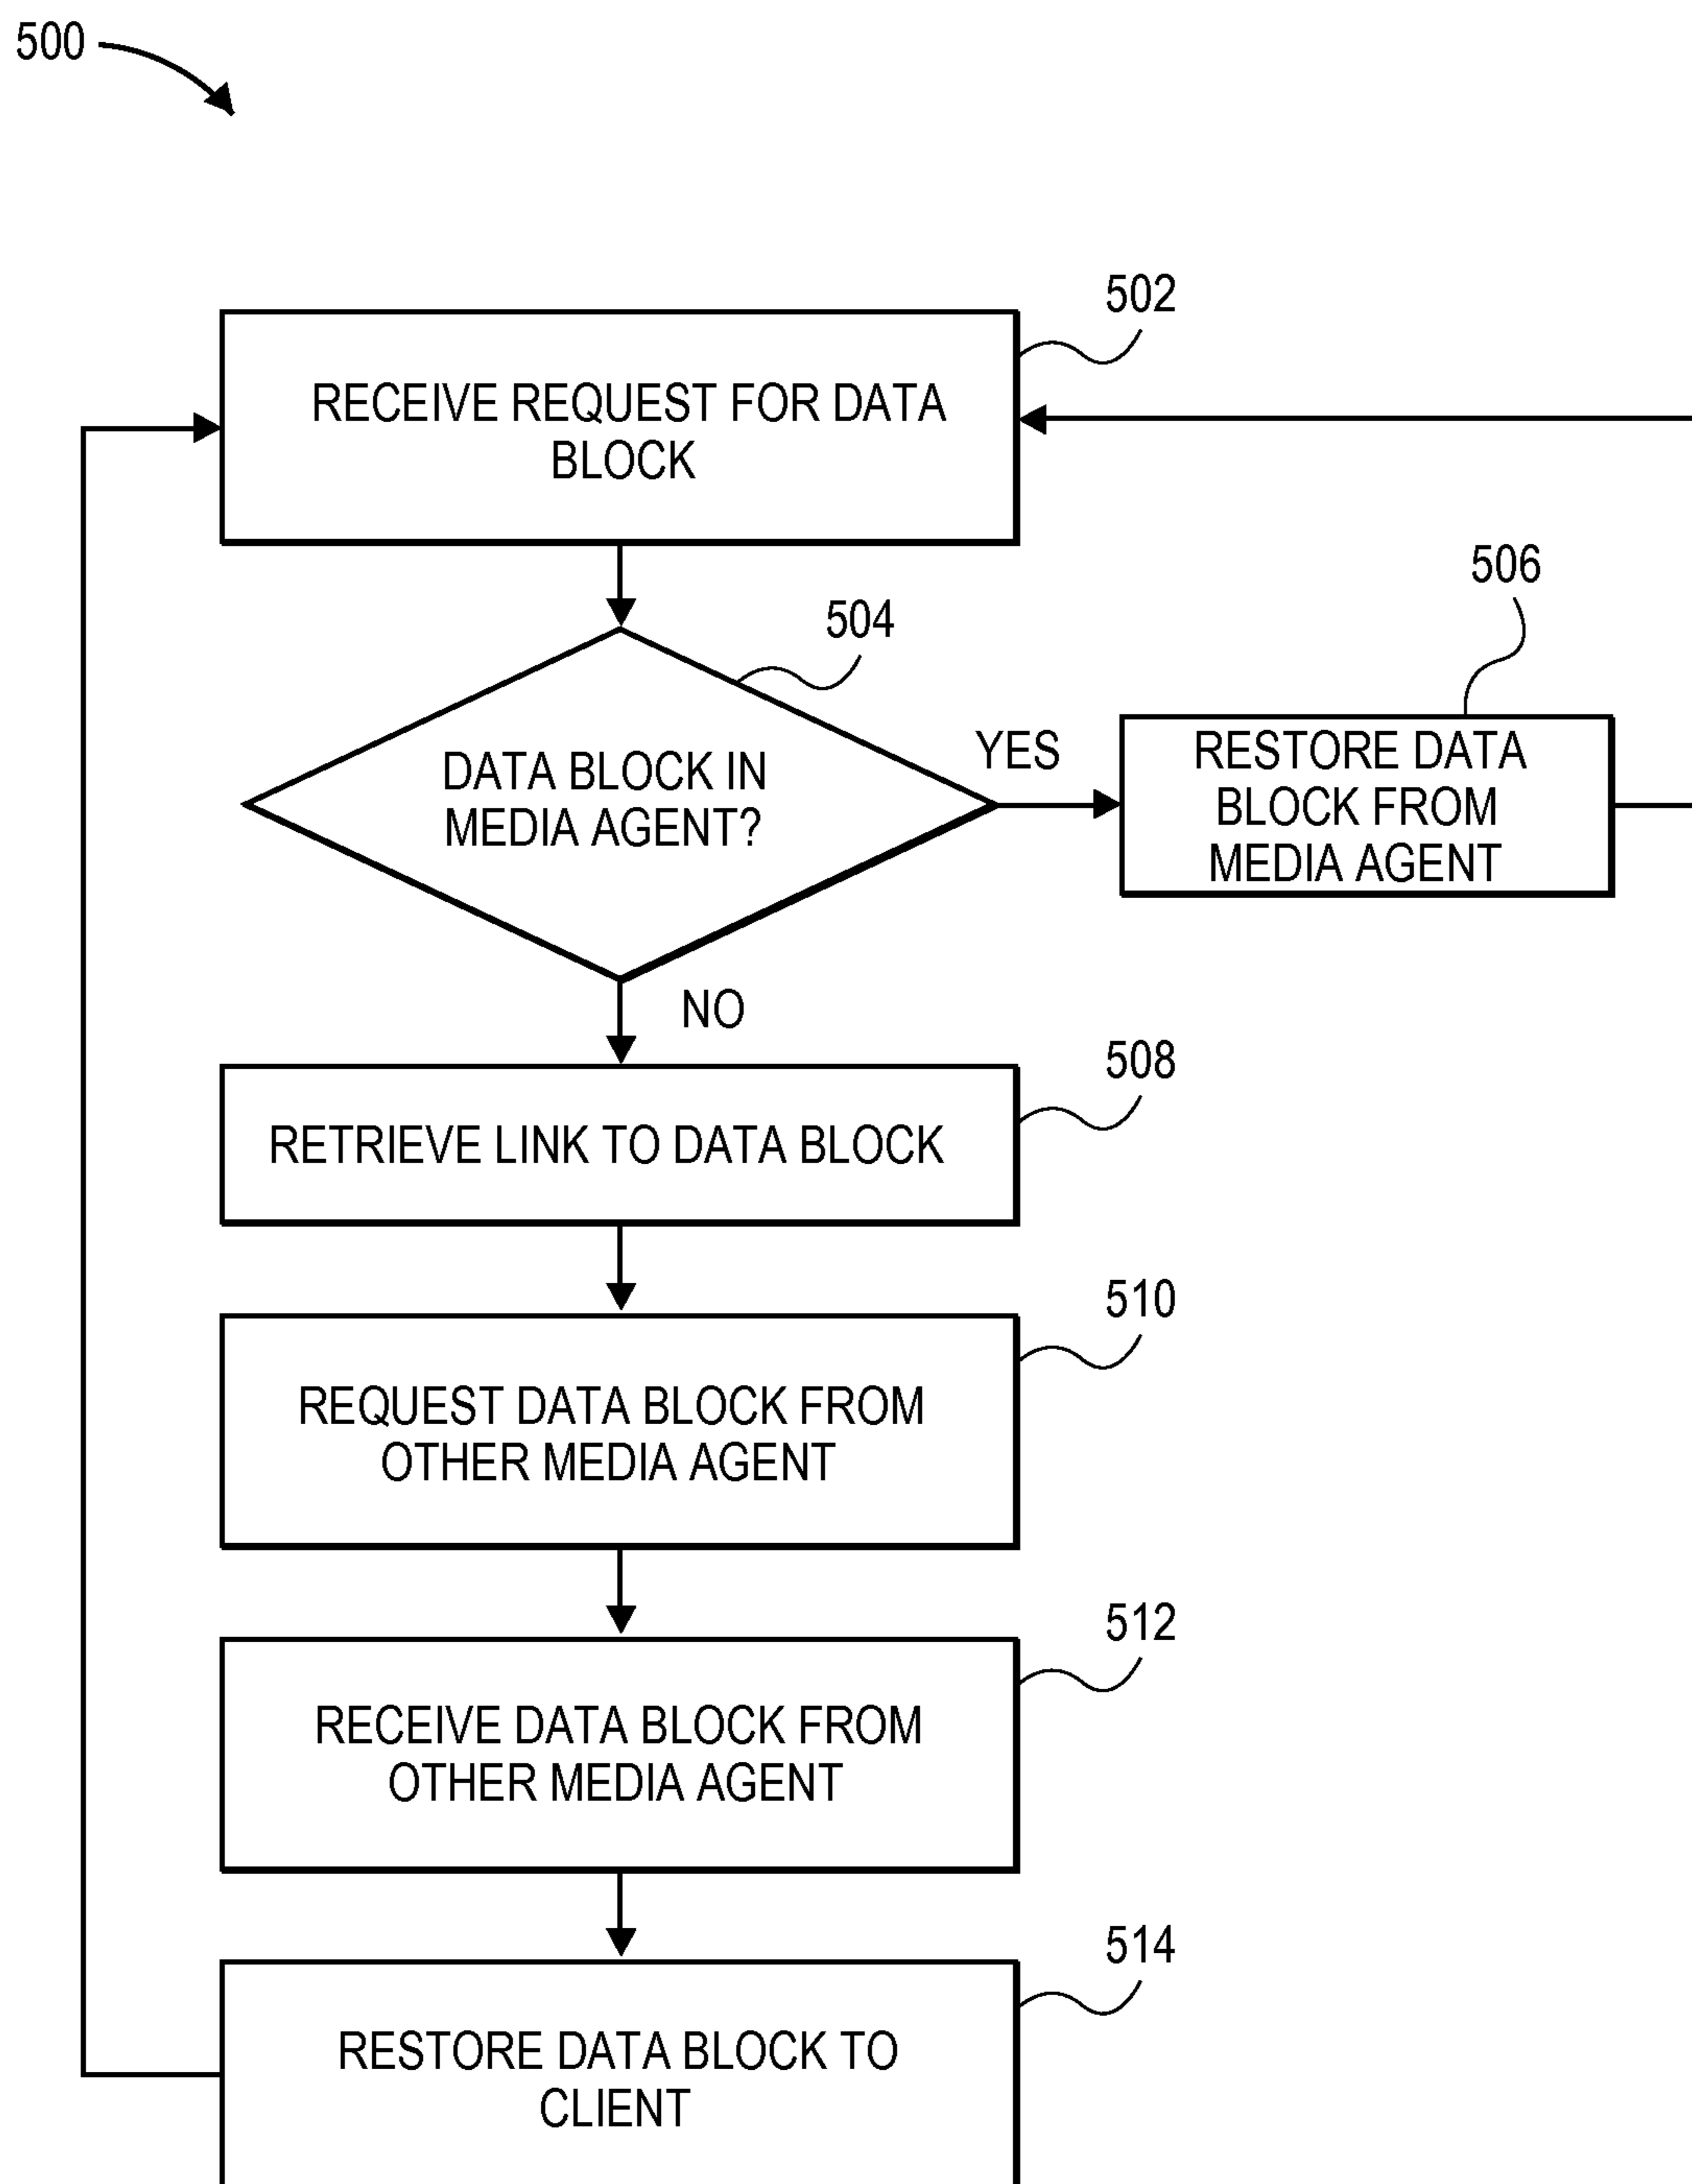 500
502
RECEIVE REQUEST FOR DATA
BLOCK
504
506
DATA BLOCK IN
MEDIA AGENT?
YES
RESTORE DATA
BLOCK FROM
MEDIA AGENT
NO
508
RETRIEVE LINK TO DATA BLOCK
510
REQUEST DATA BLOCK FROM
OTHER MEDIA AGENT
512
RECEIVE DATA BLOCK FROM
OTHER MEDIA AGENT
514
RESTORE DATA BLOCK TO
CLIENT